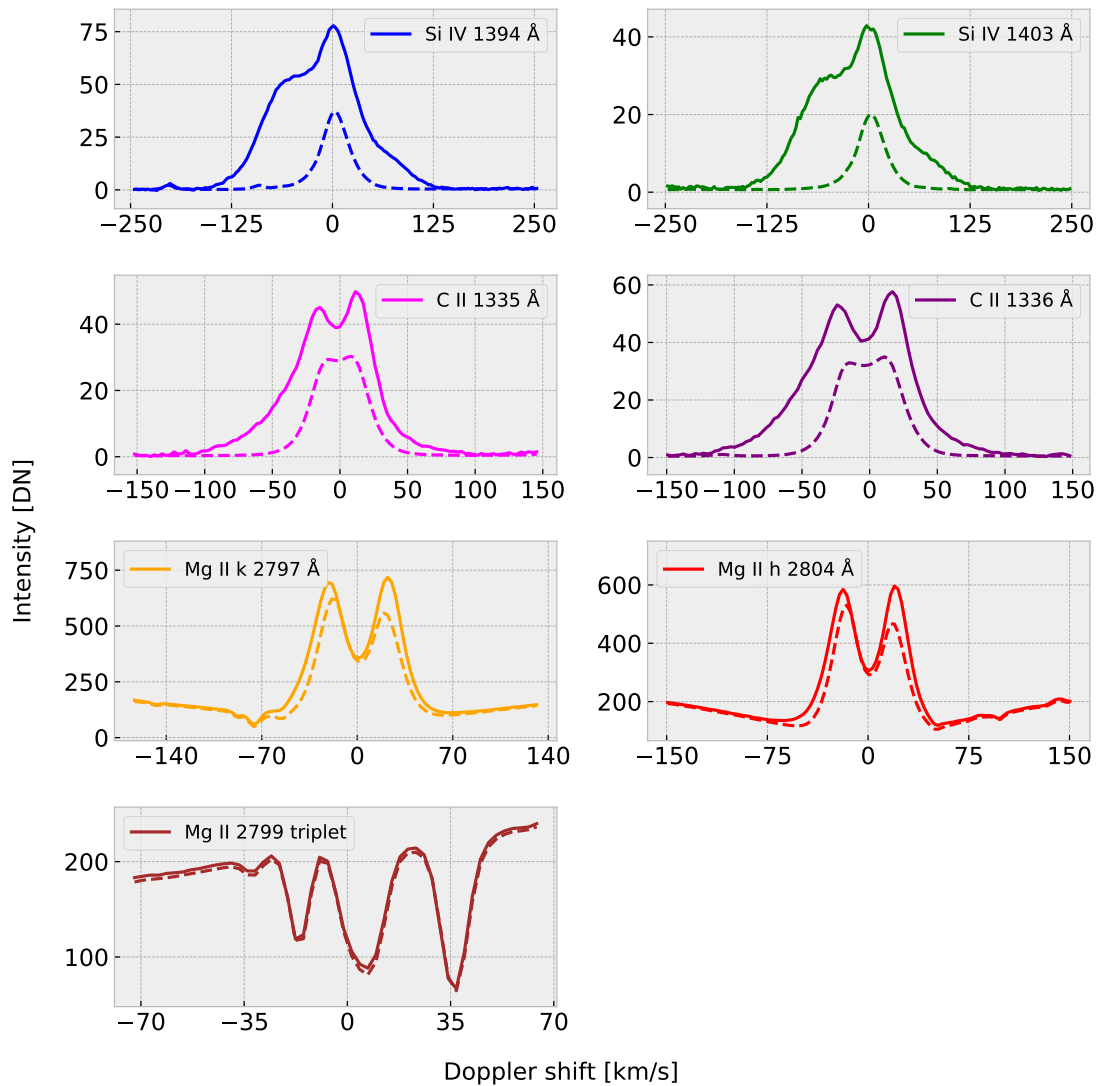 Si IV 1394 Å
75
50
25
0
−250 −125 0 125 250
Si IV 1403 Å
40
20
0
−250 −125 0 125 250
C II 1335 Å
40
20
0
−150 −100 −50 0 50 100 150
C II 1336 Å
60
40
20
0
−150 −100 −50 0 50 100 150
Intensity [DN]
Mg II k 2797 Å
750
500
250
0
−140 −70 0 70 140
Mg II h 2804 Å
600
400
200
−150 −75 0 75 150
Mg II 2799 triplet
200
100
−70 −35 0 35 70
Doppler shift [km/s]